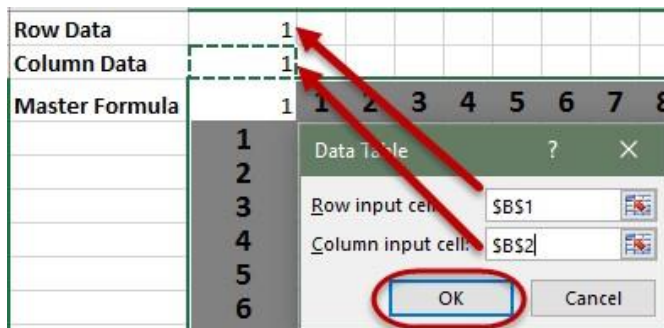 Row Data 1
Column Data 1
Master Formula 1 1 2 3 4 5 6 7 8
1
2
Data Table ? ×
3
Row input cell: $B$1
4
Column input cell: $B$2
5
OK Cancel
6